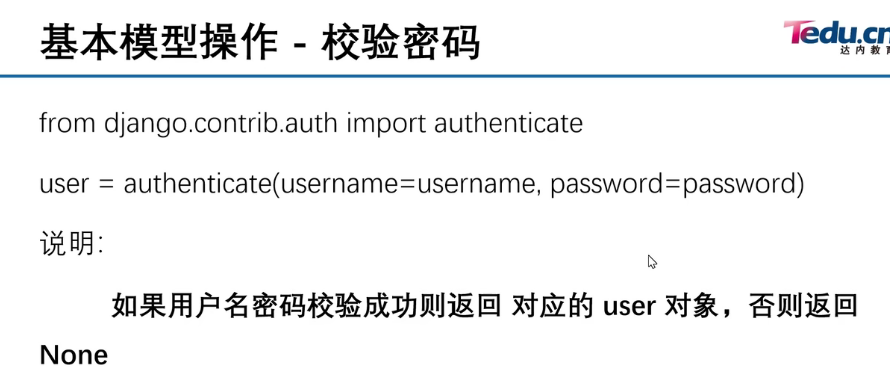 基本模型操作 - 校验密码
Tedu.cn
达内教育
from django.contrib.auth import authenticate
user = authenticate(username=username, password=password)
说明:
如果用户名密码校验成功则返回 对应的 user 对象，否则返回
None